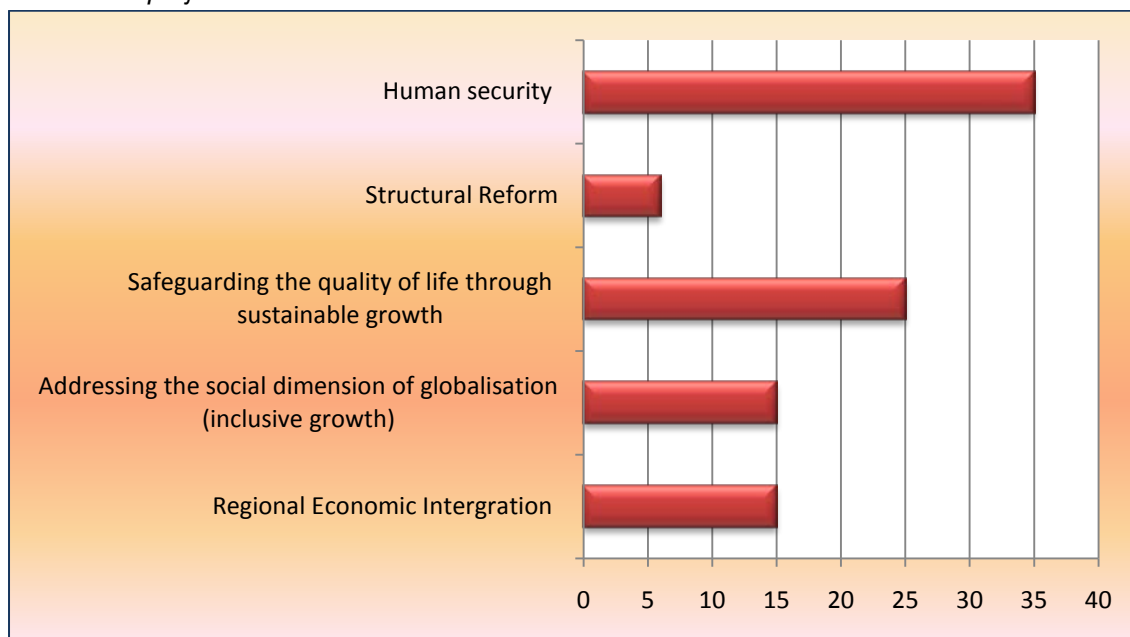 Human security
Structural Reform
Safeguarding the quality of life through
sustainable growth
Addressing the social dimension of globalisation
(inclusive growth)
Regional Economic Intergration
0 5 10 15 20 25 30 35 40